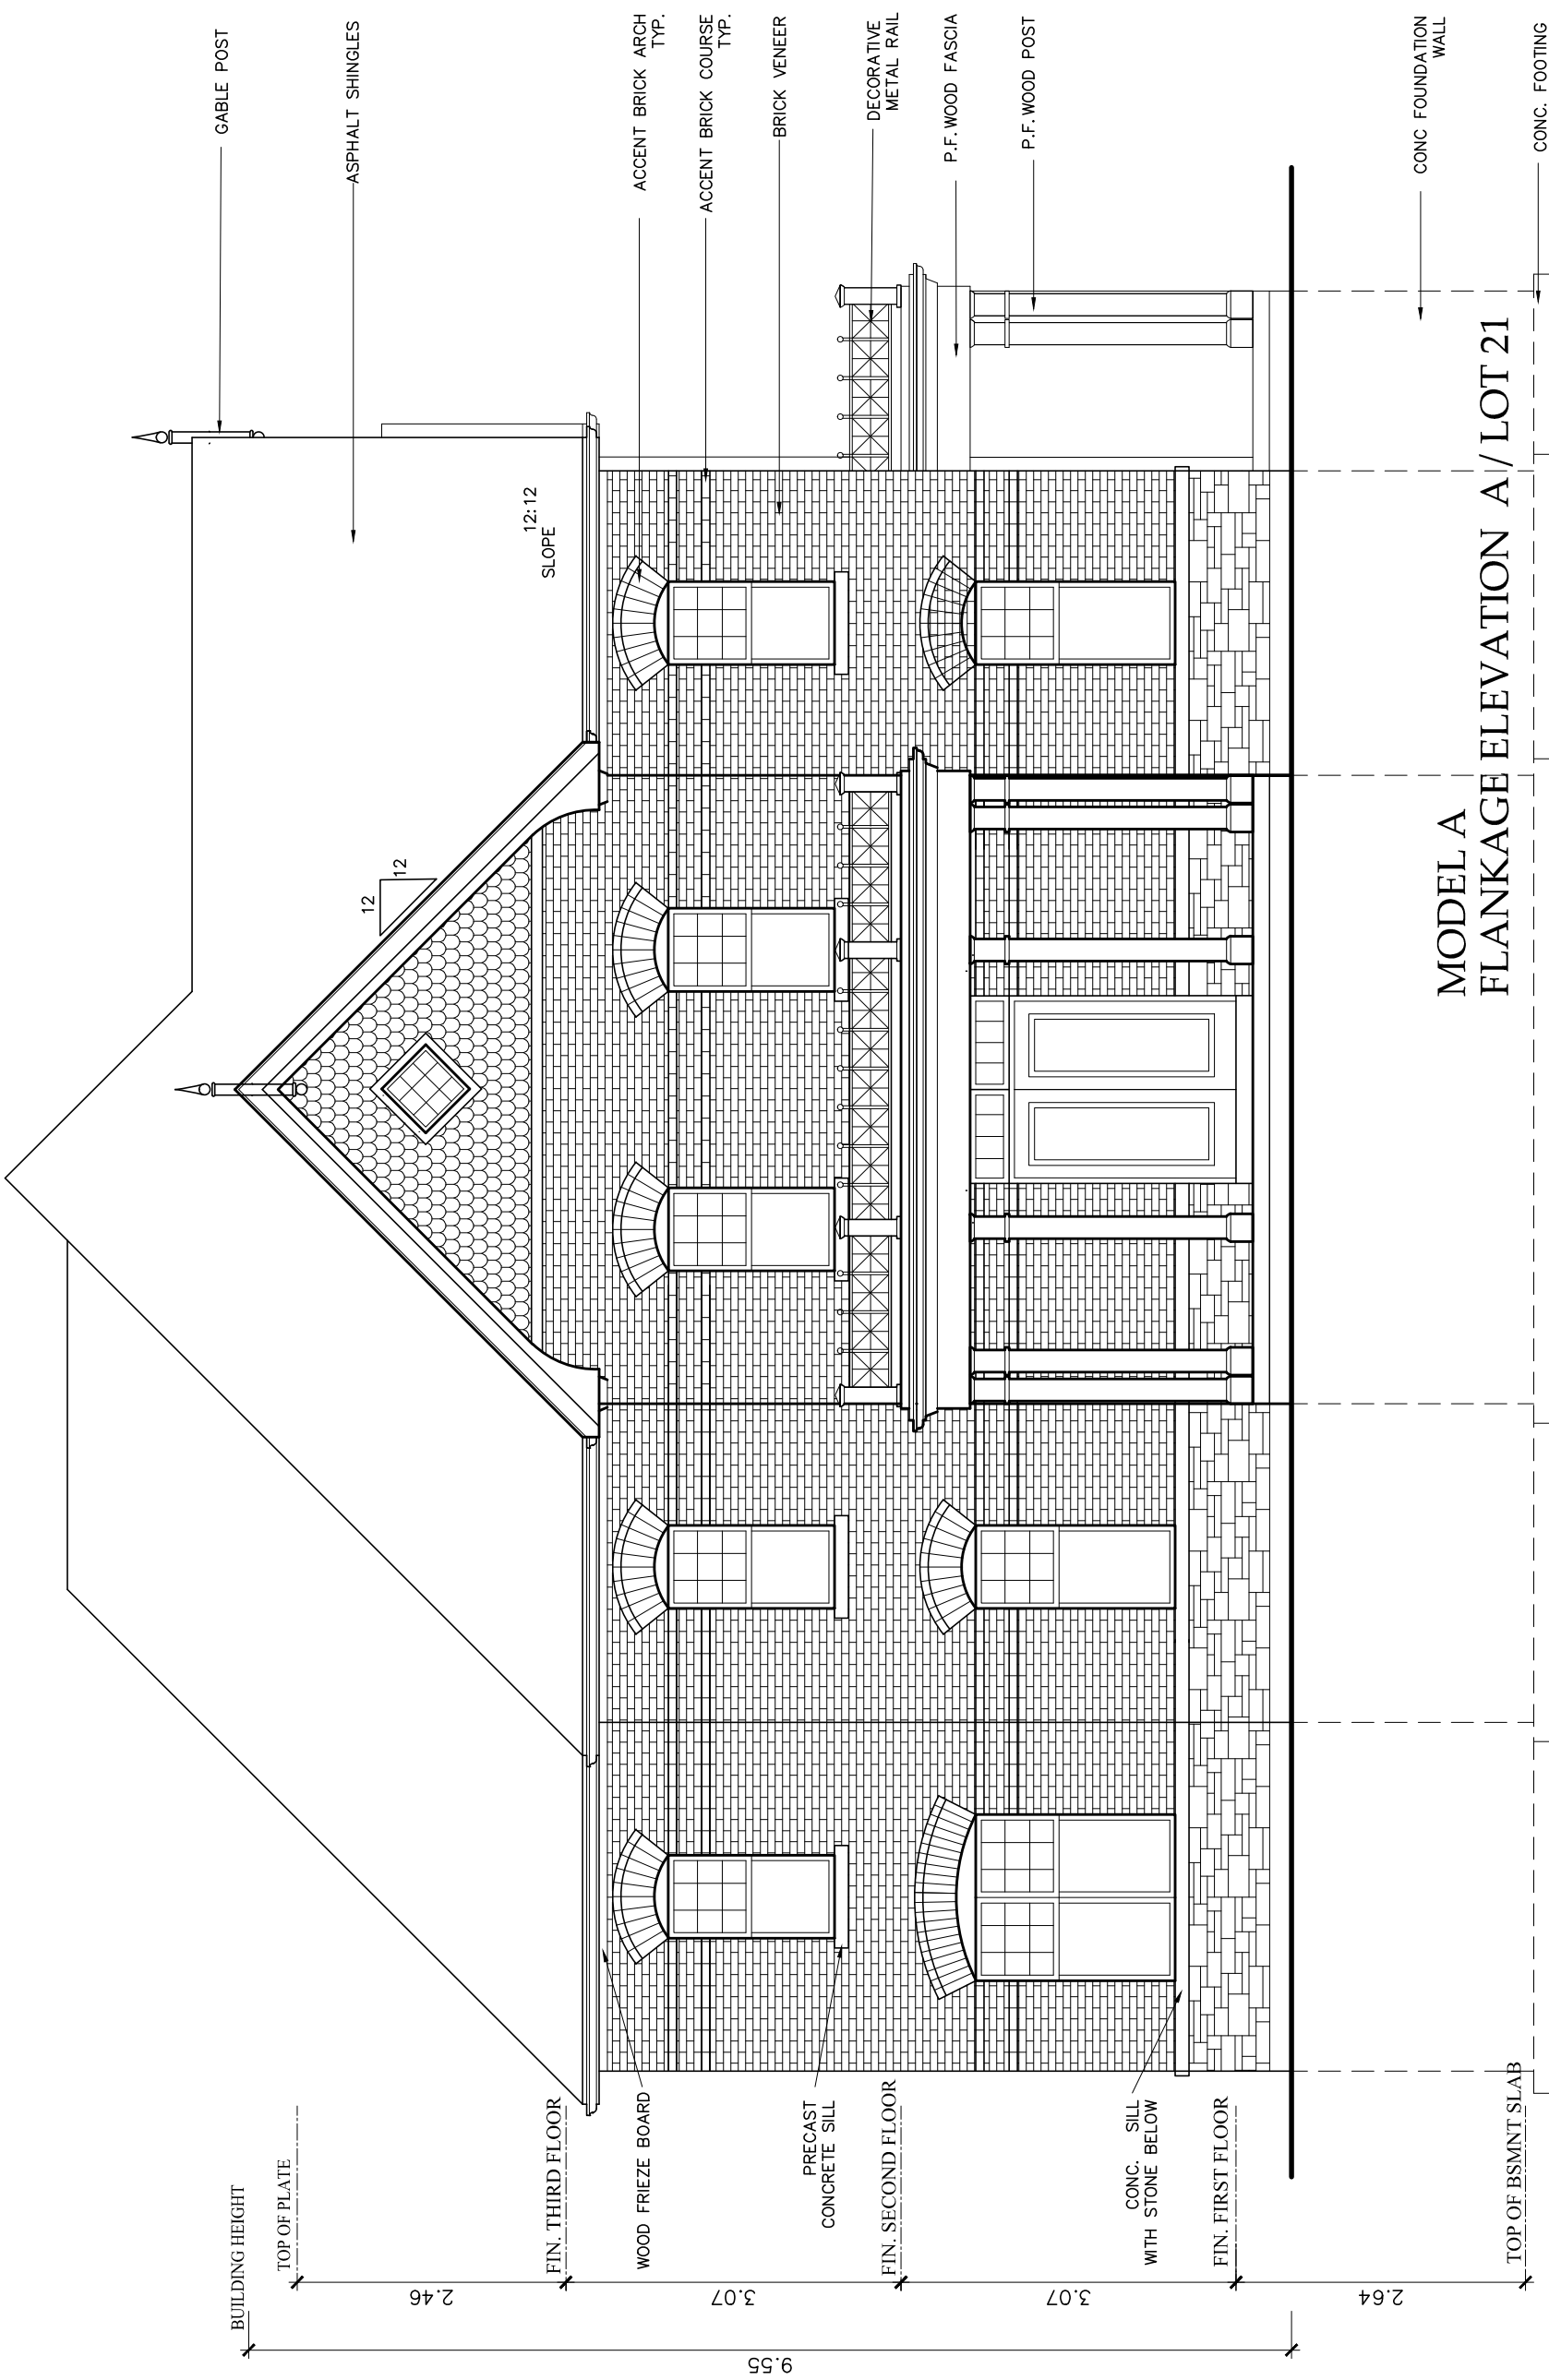 GABLE POST
ASPHALT SHINGLES
ACCENT BRICK ARCH
TYP.
ACCENT BRICK COURSE
TYP.
BRICK VENEER
DECORATIVE
METAL RAIL
P.F. WOOD FASCIA
P.F. WOOD POST
CONC FOUNDATION
WALL
CONC. FOOTING
12:12
SLOPE
12
12
BUILDING HEIGHT
TOP OF PLATE
FIN. THIRD FLOOR
WOOD FRIEZE BOARD
PRECAST
CONCRETE SILL
FIN. SECOND FLOOR
CONC. SILL
WITH STONE BELOW
FIN. FIRST FLOOR
TOP OF BSMNT SLAB
2.46
3.07
3.07
2.64
9.55
MODEL A
FLANKAGE ELEVATION A / LOT 21